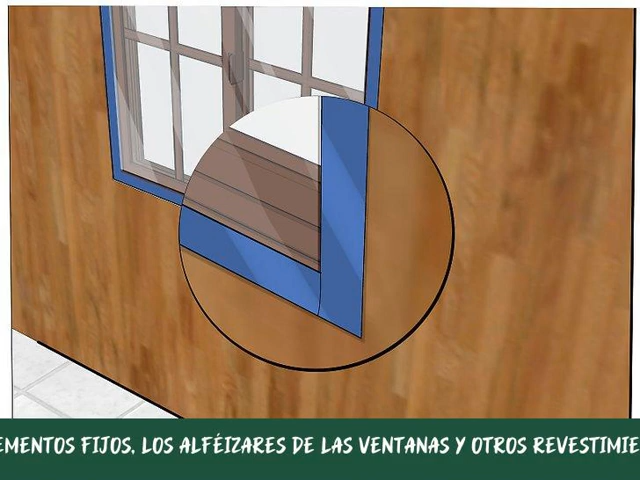 EMENTOS FIJOS, LOS ALFÉIZARES DE LAS VENTANAS Y OTROS REVESTIMIE